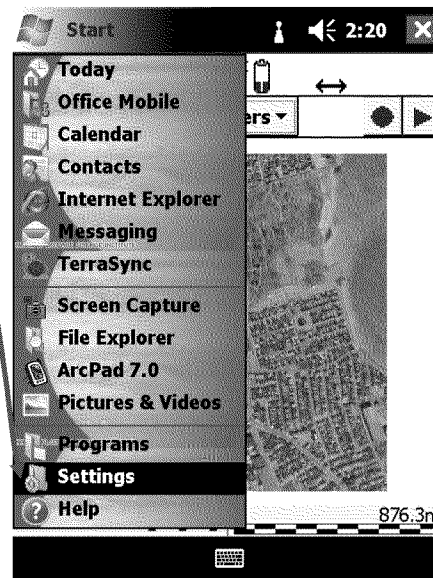 Start 2:20
Today
Office Mobile
ers
Calendar
Contacts
Internet Explorer
Messaging
TerraSync
Screen Capture
File Explorer
ArcPad 7.0
Pictures & Videos
Programs
Settings
Help
876.3m